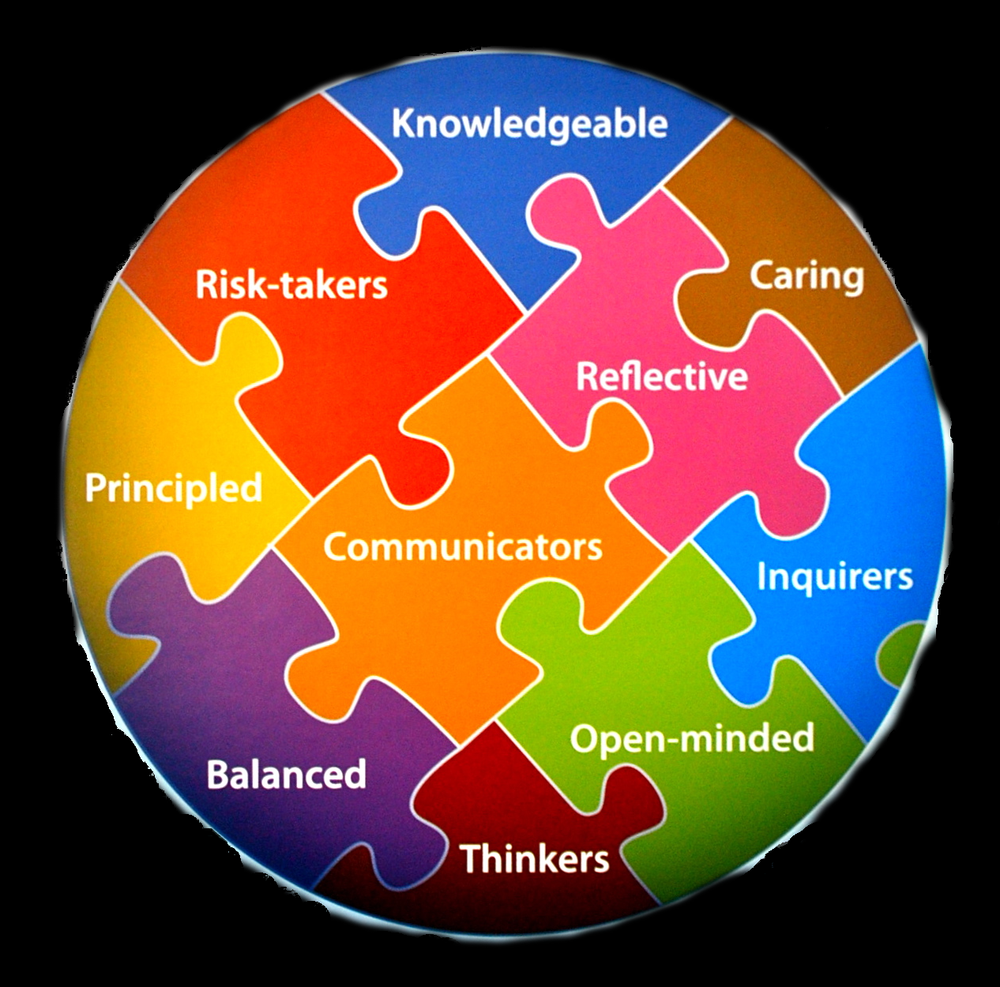 Knowledgeable
Risk-takers
Caring
Reflective
Principled
Communicators
Inquirers
Open-minded
Balanced
Thinkers